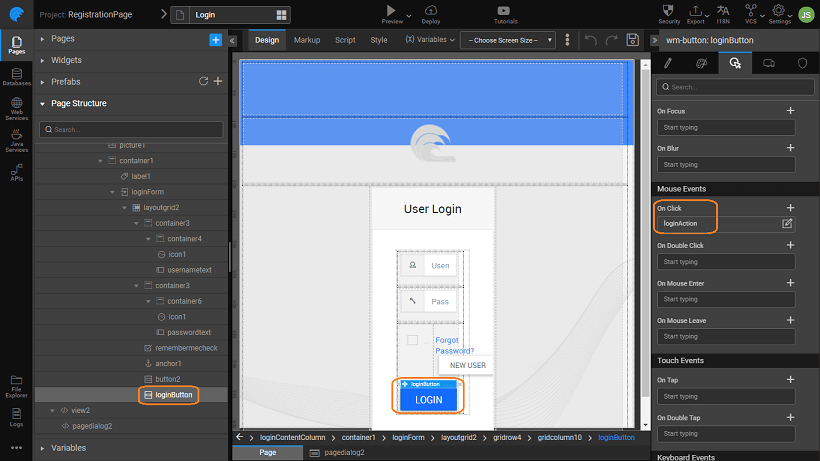 Project: RegistrationPage
Login
Preview
Deploy
Tutorials
Security
Export
I18N
VCS
Settings
JS
Pages
Databases
Web
Services
Java
Services
APIs
File
Explorer
Logs
Pages
Widgets
Prefabs
Page Structure
Search...
picture1
container1
label1
loginForm
layoutgrid2
container3
container4
icon1
usernametext
container3
container6
icon1
passwordtext
remembermecheck
anchor1
button2
loginButton
view2
pagedialog2
Variables
Design
Markup
Script
Style
(x) Variables
- Choose Screen Size -
User Login
Usern
Pass
Forgot
Password?
NEW USER
loginButton
LOGIN
loginContentColumn > container1 > loginForm > layoutgrid2 > gridrow4 > gridcolumn10 > loginButton
Page
pagedialog2
wm-button: loginButton
Search...
On Focus
Start typing
On Blur
Start typing
Mouse Events
On Click
loginAction
On Double Click
Start typing
On Mouse Enter
Start typing
On Mouse Leave
Start typing
Touch Events
On Tap
Start typing
On Double Tap
Start typing
Keyboard Events